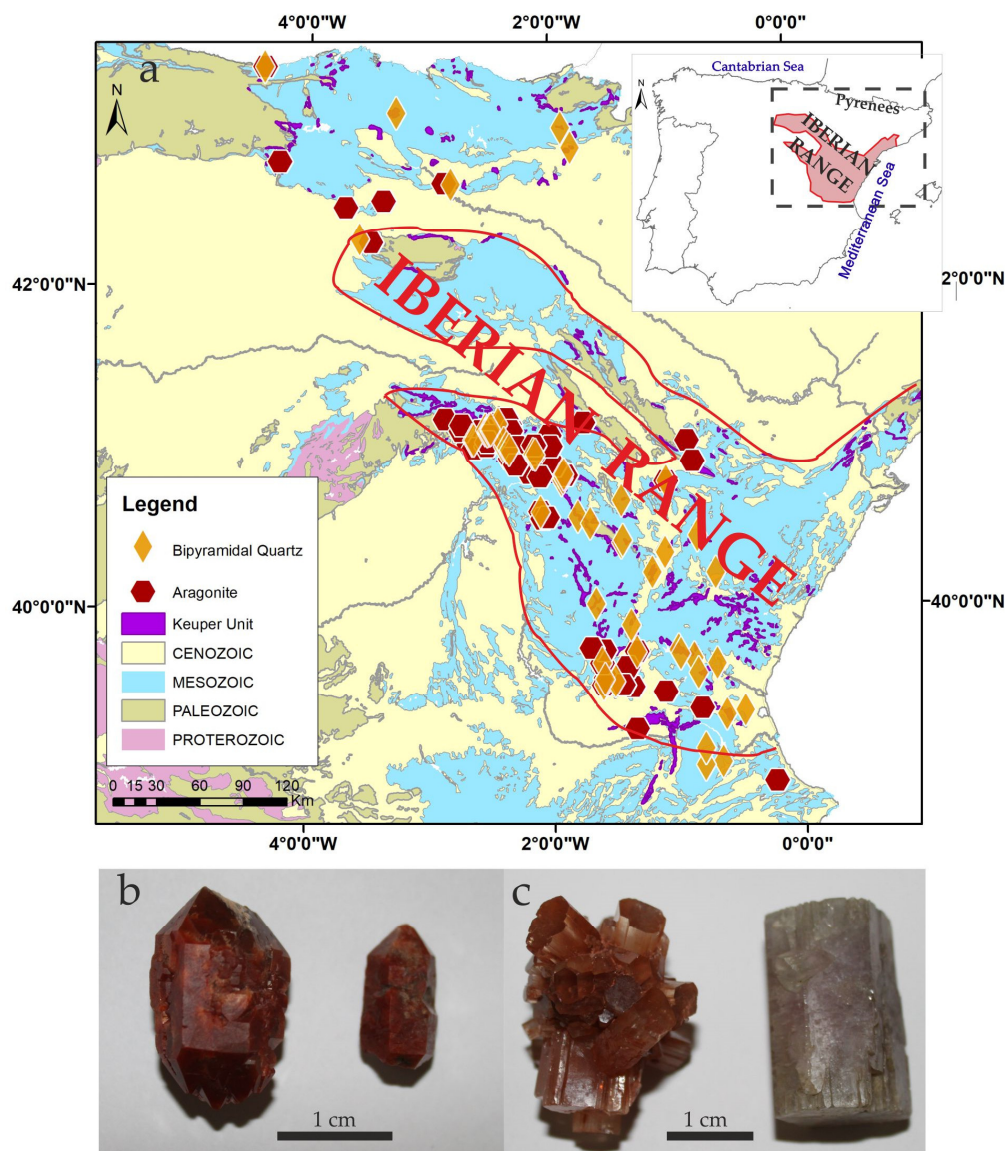 4°0'0"W 2°0'0"W 0°0'0"
a
N
42°0'0"N
40°0'0"N
2°0'0"N
40°0'0"N
IBERIAN RANGE
N
Cantabrian Sea
Pyrenees
IBERIAN
RANGE
Mediterranean Sea
Legend
Bipyramidal Quartz
Aragonite
Keuper Unit
CENOZOIC
MESOZOIC
PALEOZOIC
PROTEROZOIC
0 15 30 60 90 120
Km
4°0'0"W 2°0'0"W 0°0'0"
b
1 cm
c
1 cm